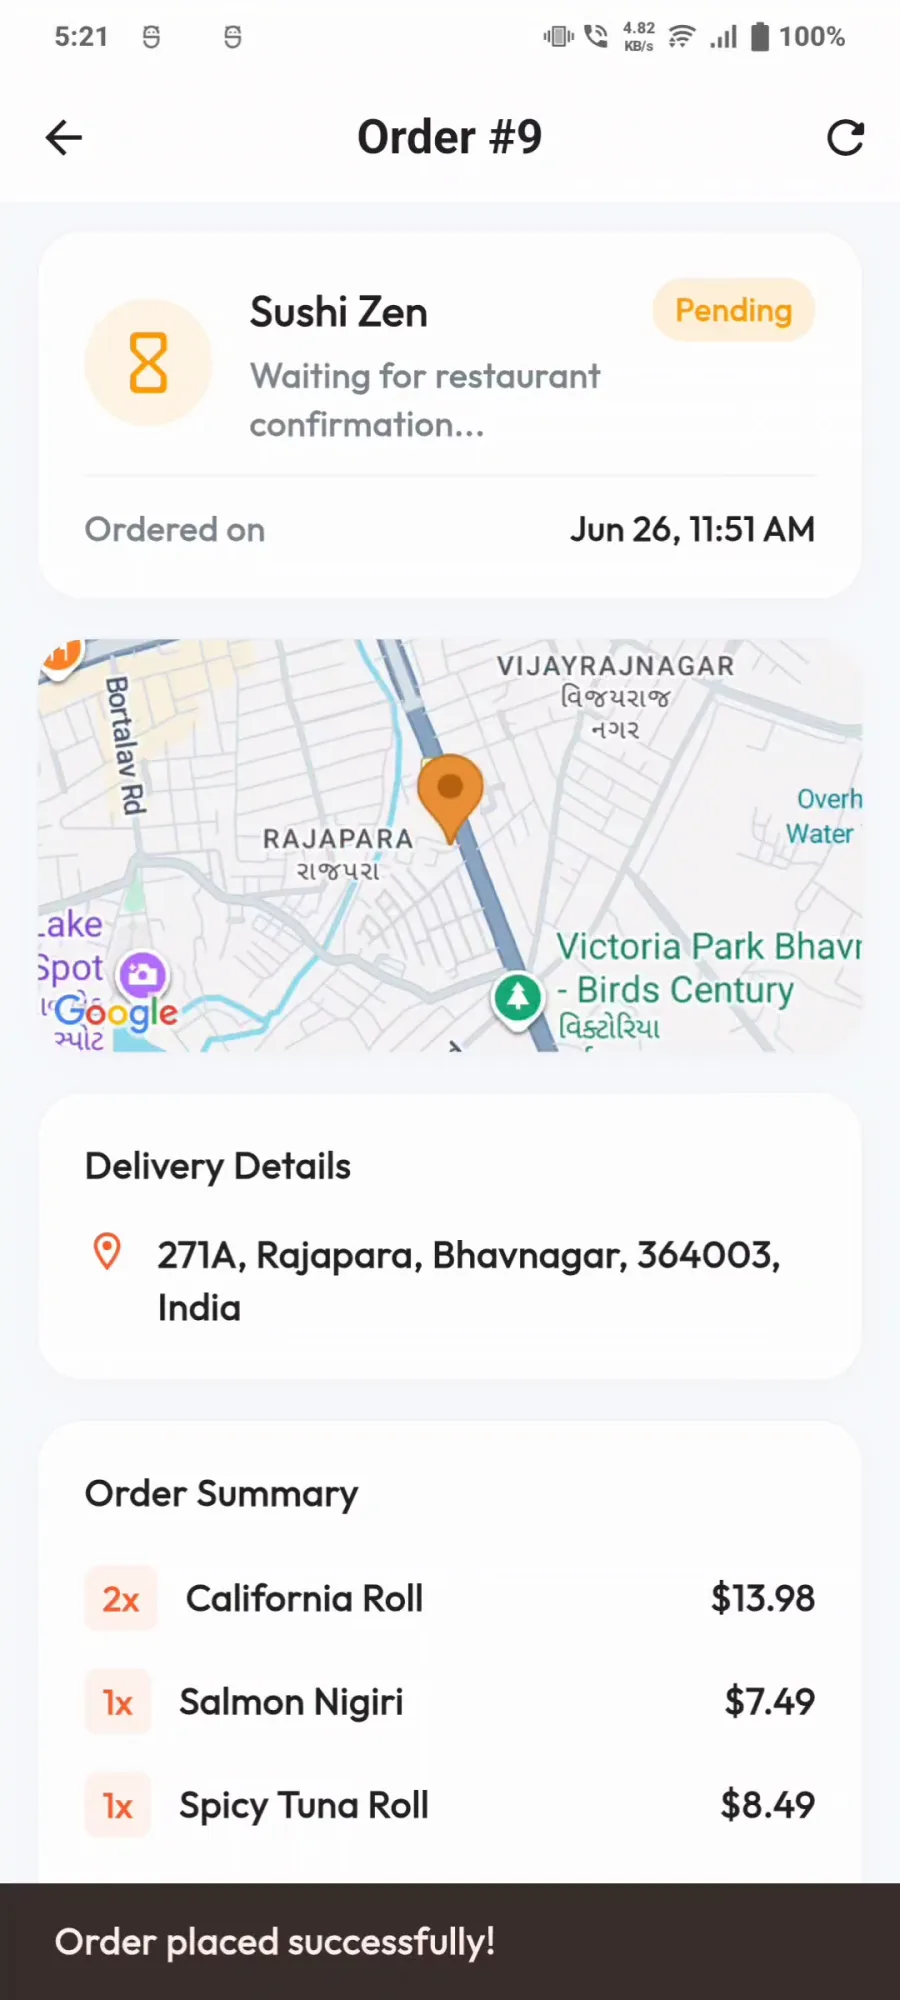 5:21
4.82
KB/s
100%
Order #9
Sushi Zen
Pending
Waiting for restaurant
confirmation...
Ordered on
Jun 26, 11:51 AM
VIJAYRAJNAGAR
વિજયરાજ
નગર
Bortalav Rd
Overh
Water
RAJAPARA
રાજપરા
Lake
Spot
Google
સ્પોટ
Victoria Park Bhavn
- Birds Century
વિક્ટોરિયા
Delivery Details
271A, Rajapara, Bhavnagar, 364003,
India
Order Summary
2x California Roll $13.98
1x Salmon Nigiri $7.49
1x Spicy Tuna Roll $8.49
Order placed successfully!